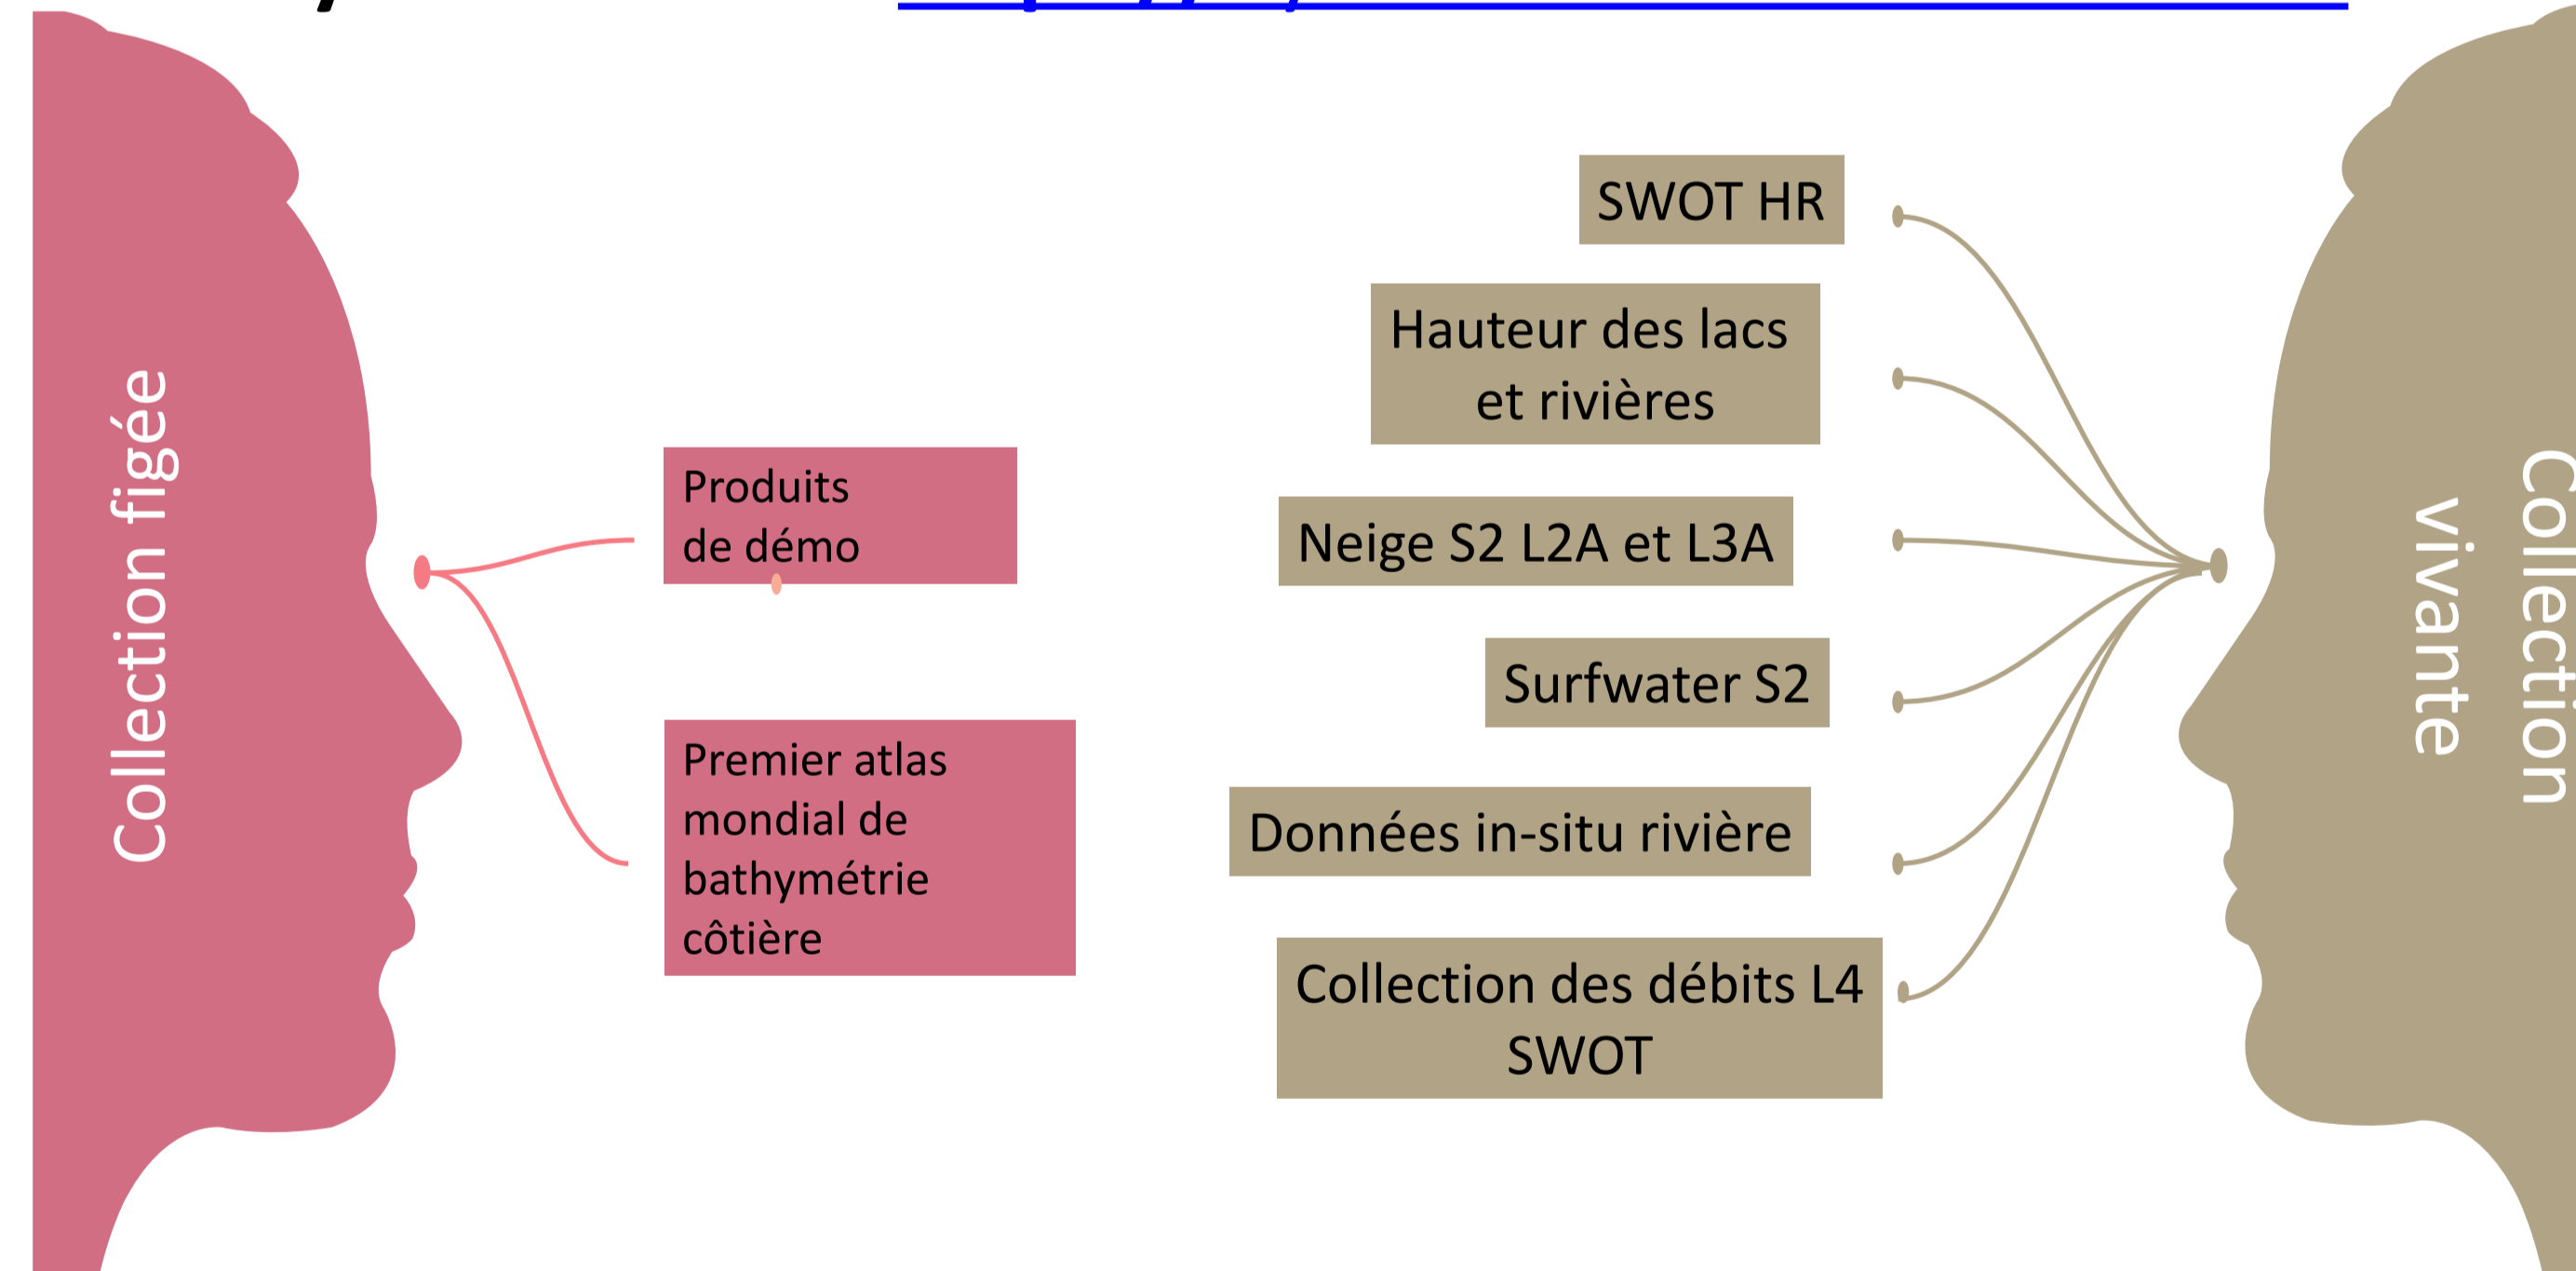 Collection figée
Produits
de démo
Premier atlas
mondial de
bathymétrie
côtière
SWOT HR
Hauteur des lacs
et rivières
Neige S2 L2A et L3A
Surfwater S2
Données in-situ rivière
Collection des débits L4
SWOT
Collection
vivante